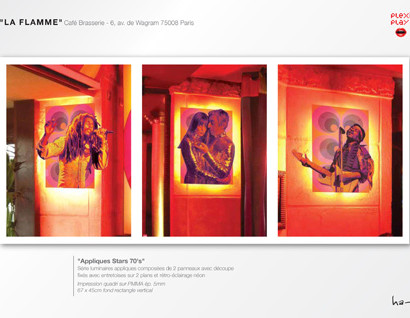 "LA FLAMME" Café Brasserie - 6, av. de Wagram 75008 Paris
PLEXI
PLAY
"Appliques Stars 70's"
Série luminaires appliques composées de 2 panneaux avec découpe
fixés avec entretoises sur 2 plans et rétro éclairage néon
Impression quadri sur PMMA ép. 5mm
67 x 45cm fond rectangle vertical
ha-